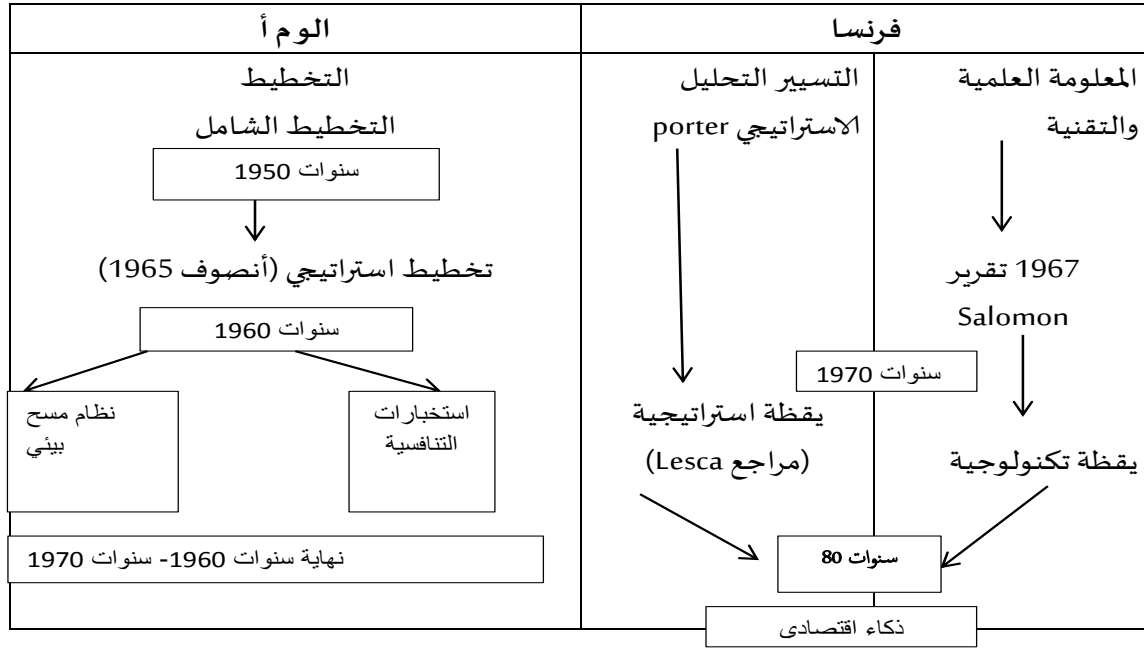 فرنسا
الوم أ
المعلومة العلمية
والتقنية
1967 تقرير
Salomon
يقظة تكنولوجية
التسيير التحليل
الاستراتيجي porter
سنوات 1970
يقظة استراتيجية
(مراجع Lesca)
سنوات 80
ذكاء اقتصادى
التخطيط
التخطيط الشامل
سنوات 1950
تخطيط استراتيجي (أنصوف 1965)
سنوات 1960
استخبارات
التنافسية
نظام مسح
بيئي
نهاية سنوات 1960- سنوات 1970